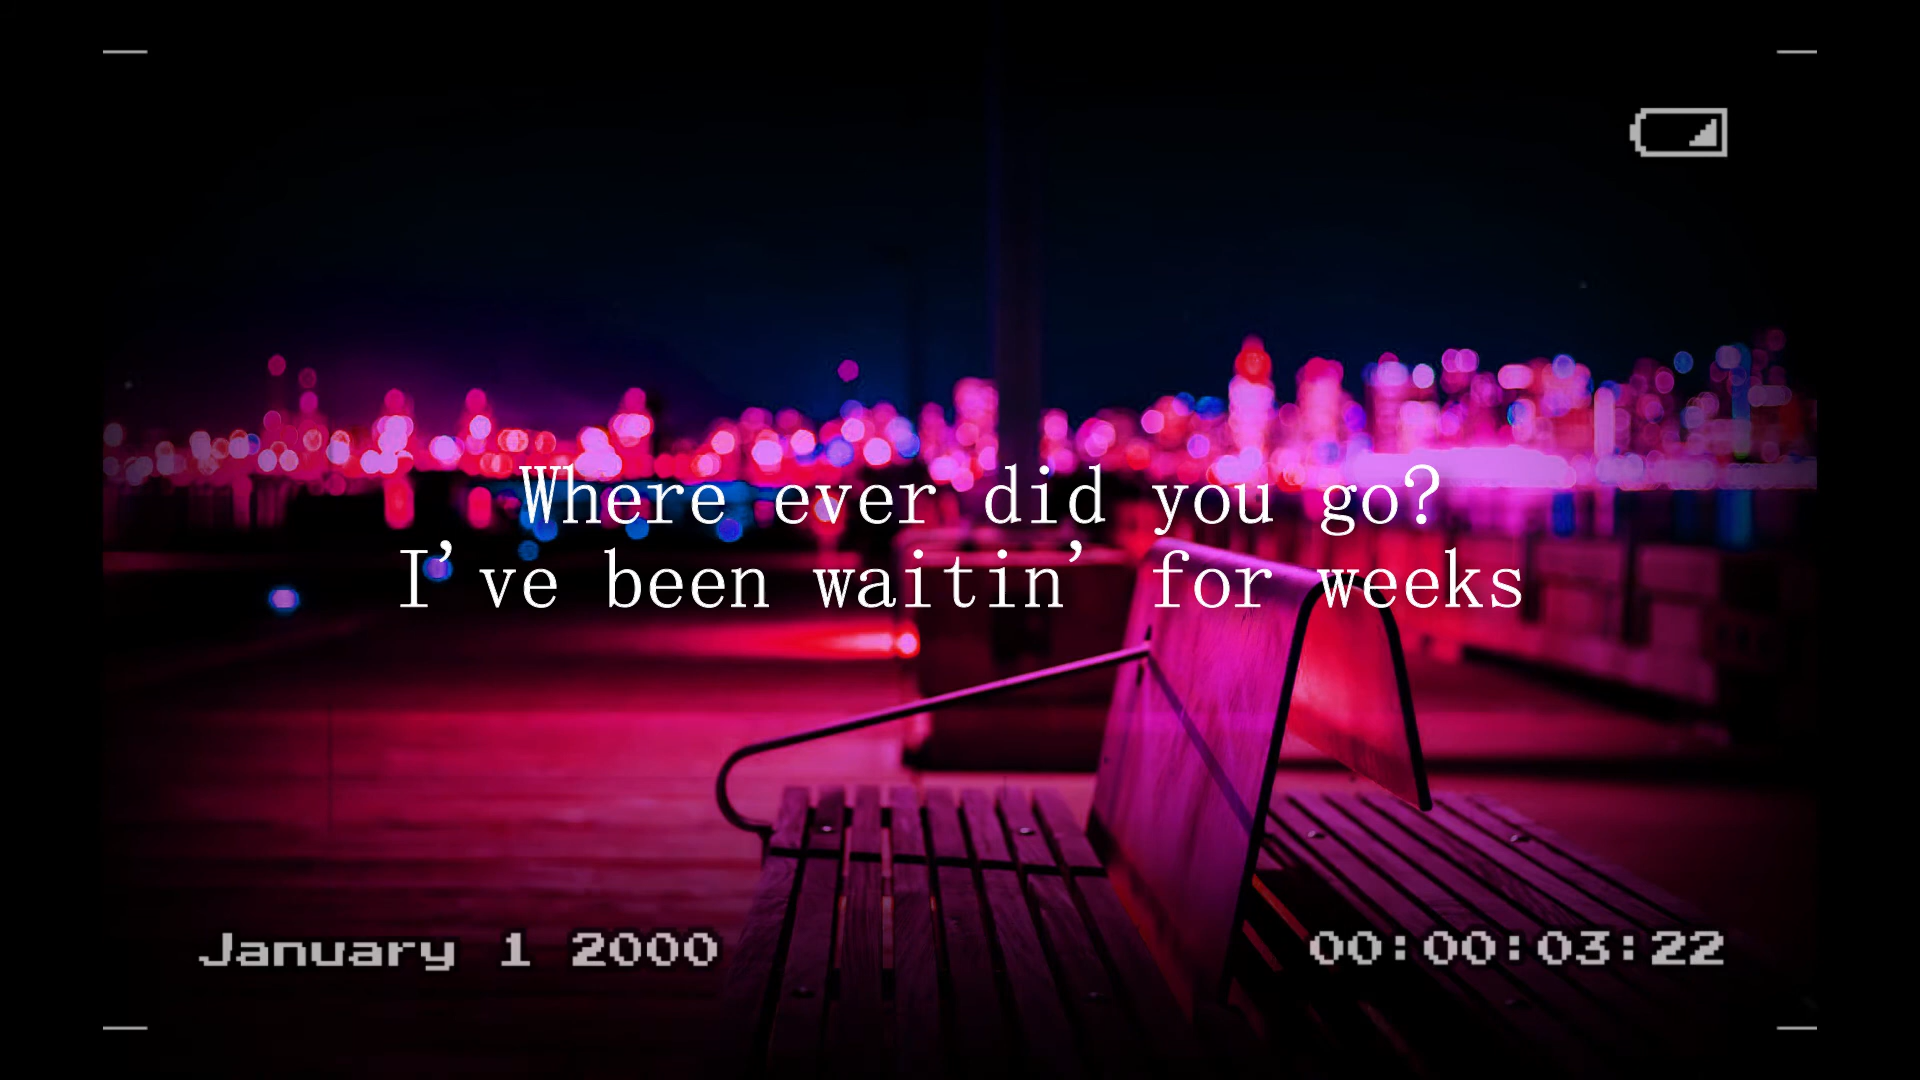 Where ever did you go?
I've been waitin' for weeks
January 1 2000
00:00:03:22